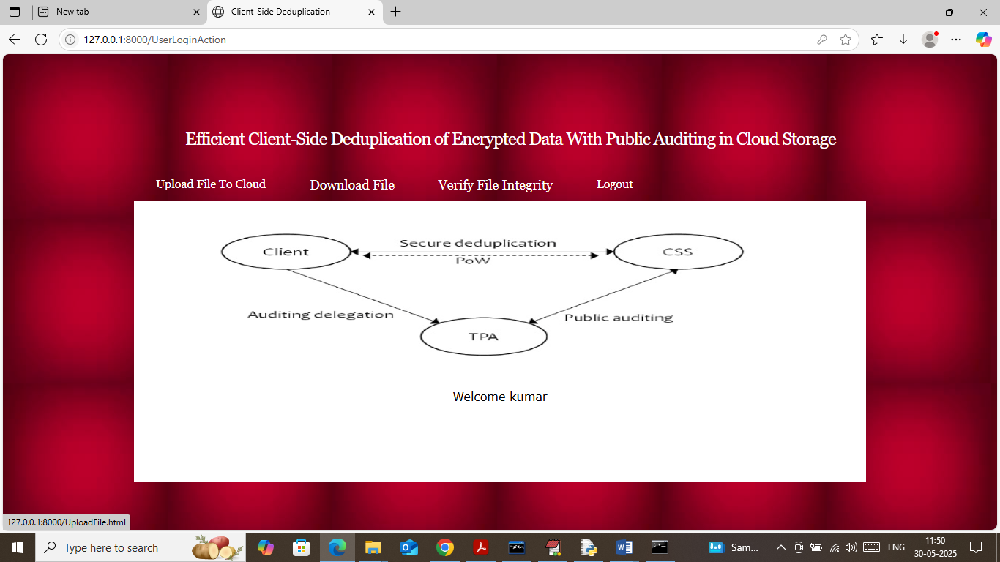 New tab
Client-Side Deduplication
127.0.0.1:8000/UserLoginAction
Efficient Client-Side Deduplication of Encrypted Data With Public Auditing in Cloud Storage
Upload File To Cloud Download File Verify File Integrity Logout
Secure deduplication
Client CSS
PoW
Auditing delegation Public auditing
TPA
Welcome kumar
127.0.0.1:8000/UploadFile.html
Type here to search
Sam...
ENG
11:50
30-05-2025